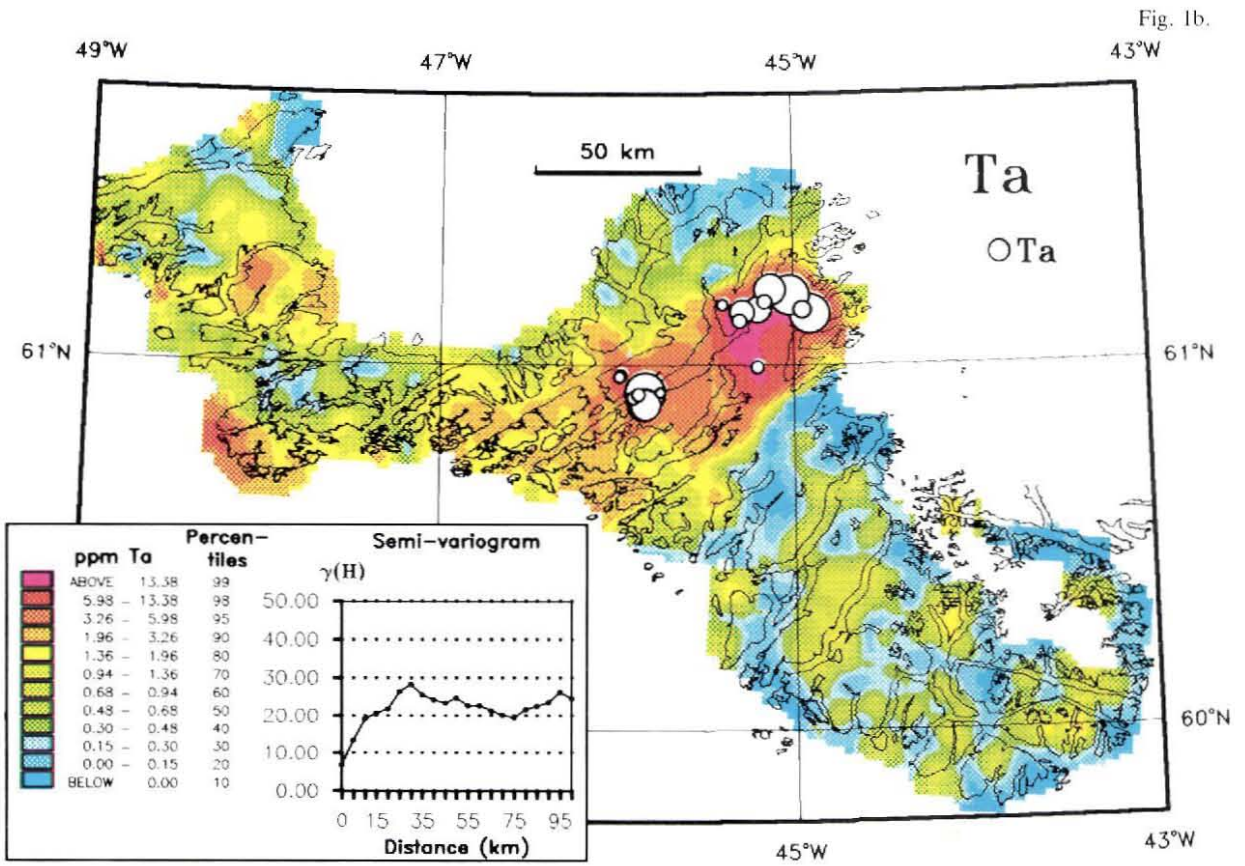 Fig. 1b.
49°W
47°W
45°W
43°W
50 km
Ta
○Ta
61°N
61°N
60°N
45°W
43°W
ppm Ta
Percen-
tiles
ABOVE 13.38 99
5.98 – 13.38 98
3.26 – 5.98 95
1.96 – 3.26 90
1.36 – 1.96 80
0.94 – 1.36 70
0.68 – 0.94 60
0.48 – 0.68 50
0.30 – 0.48 40
0.15 – 0.30 30
0.00 – 0.15 20
BELOW 0.00 10
Semi-variogram
γ(H)
50.00
40.00
30.00
20.00
10.00
0.00
0 15 35 55 75 95
Distance (km)